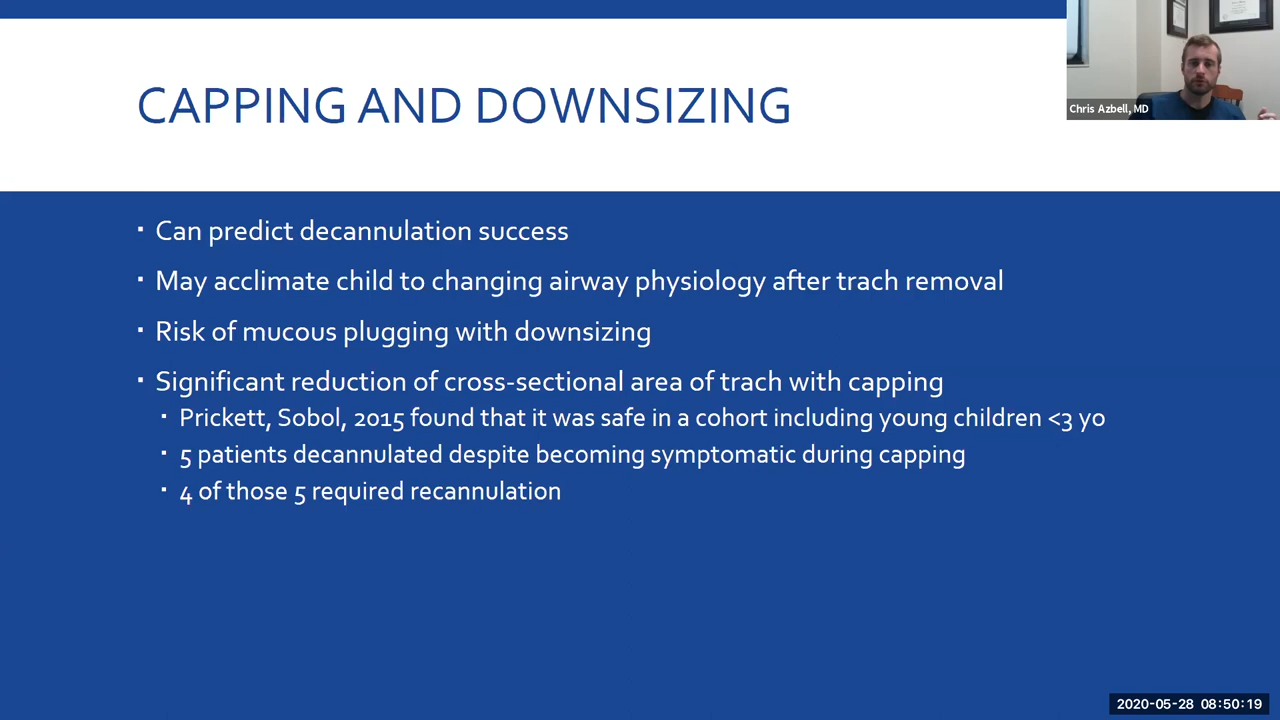 CAPPING AND DOWNSIZING
Chris Azbell, MD
Can predict decannulation success
May acclimate child to changing airway physiology after trach removal
Risk of mucous plugging with downsizing
Significant reduction of cross-sectional area of trach with capping
Prickett, Sobol, 2015 found that it was safe in a cohort including young children <3 yo
5 patients decannulated despite becoming symptomatic during capping
4 of those 5 required recannulation
2020-05-28 08:50:19